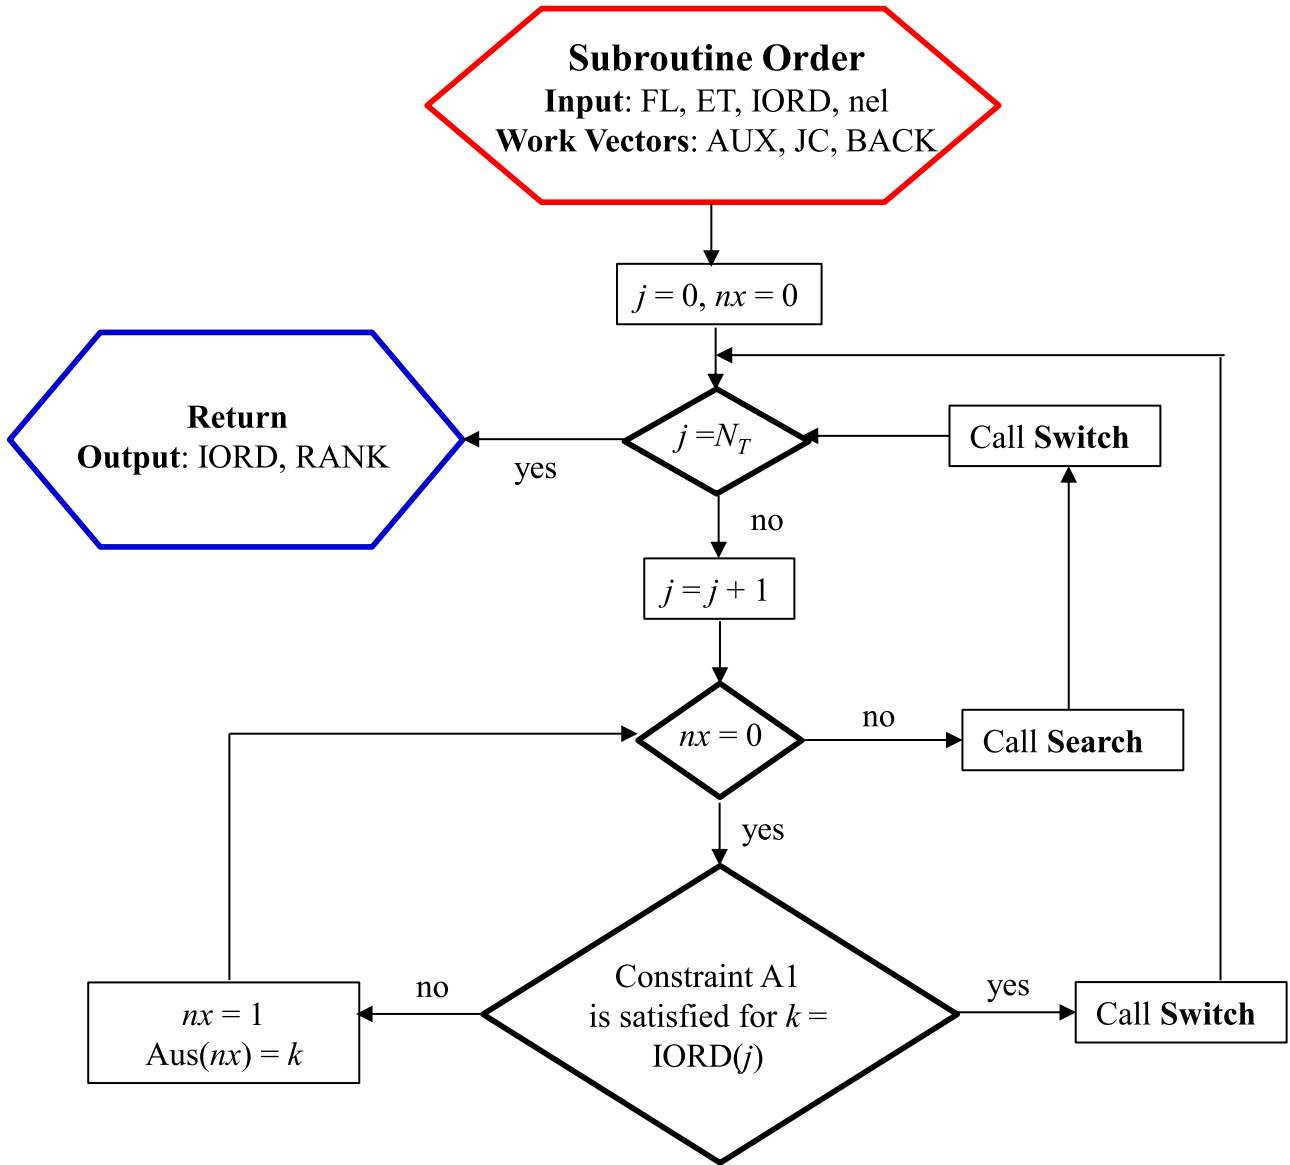 Subroutine Order
Input: FL, ET, IORD, nel
Work Vectors: AUX, JC, BACK
j = 0, nx = 0
Return
Output: IORD, RANK
yes
j =N_T
Call Switch
no
j = j + 1
nx = 0
no
Call Search
yes
Constraint A1
is satisfied for k =
IORD(j)
no
nx = 1
Aus(nx) = k
yes
Call Switch